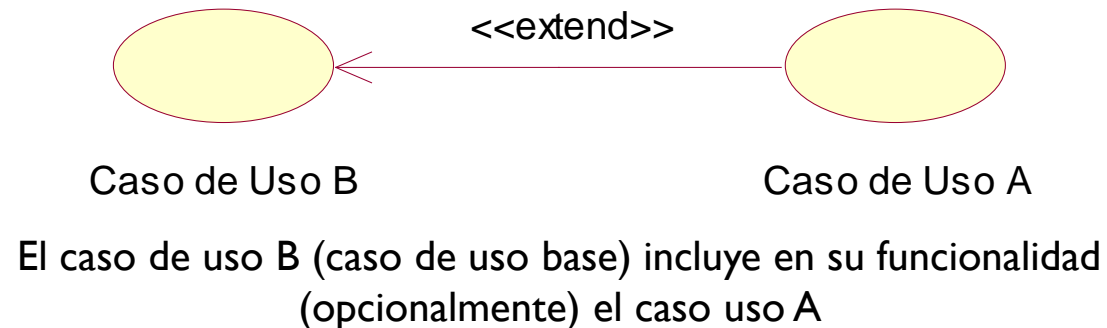 <<extend>>
Caso de Uso B
Caso de Uso A
El caso de uso B (caso de uso base) incluye en su funcionalidad
(opcionalmente) el caso uso A